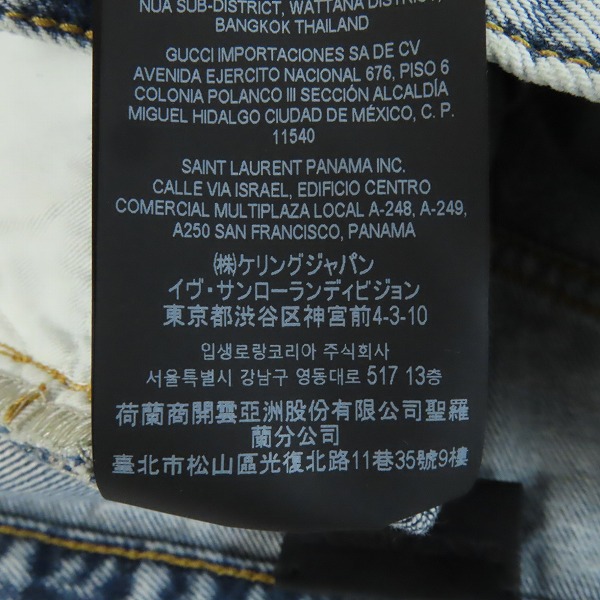 NUA SUB-DISTRICT, WATTANA DISTRICT,
BANGKOK THAILAND
GUCCI IMPORTACIONES SA DE CV
AVENIDA EJERCITO NACIONAL 676, PISO 6
COLONIA POLANCO III SECCIÓN ALCALDÍA
MIGUEL HIDALGO CIUDAD DE MÉXICO, C. P.
11540
SAINT LAURENT PANAMA INC.
CALLE VIA ISRAEL, EDIFICIO CENTRO
COMERCIAL MULTIPLAZA LOCAL A-248, A-249,
A250 SAN FRANCISCO, PANAMA
㈱ケリングジャパン
イヴ・サンローランディビジョン
東京都渋谷区神宮前4-3-10
입생로랑코리아 주식회사
서울특별시 강남구 영동대로 517 13층
荷蘭商開雲亞洲股份有限公司聖羅
蘭分公司
臺北市松山區光復北路11巷35號9樓